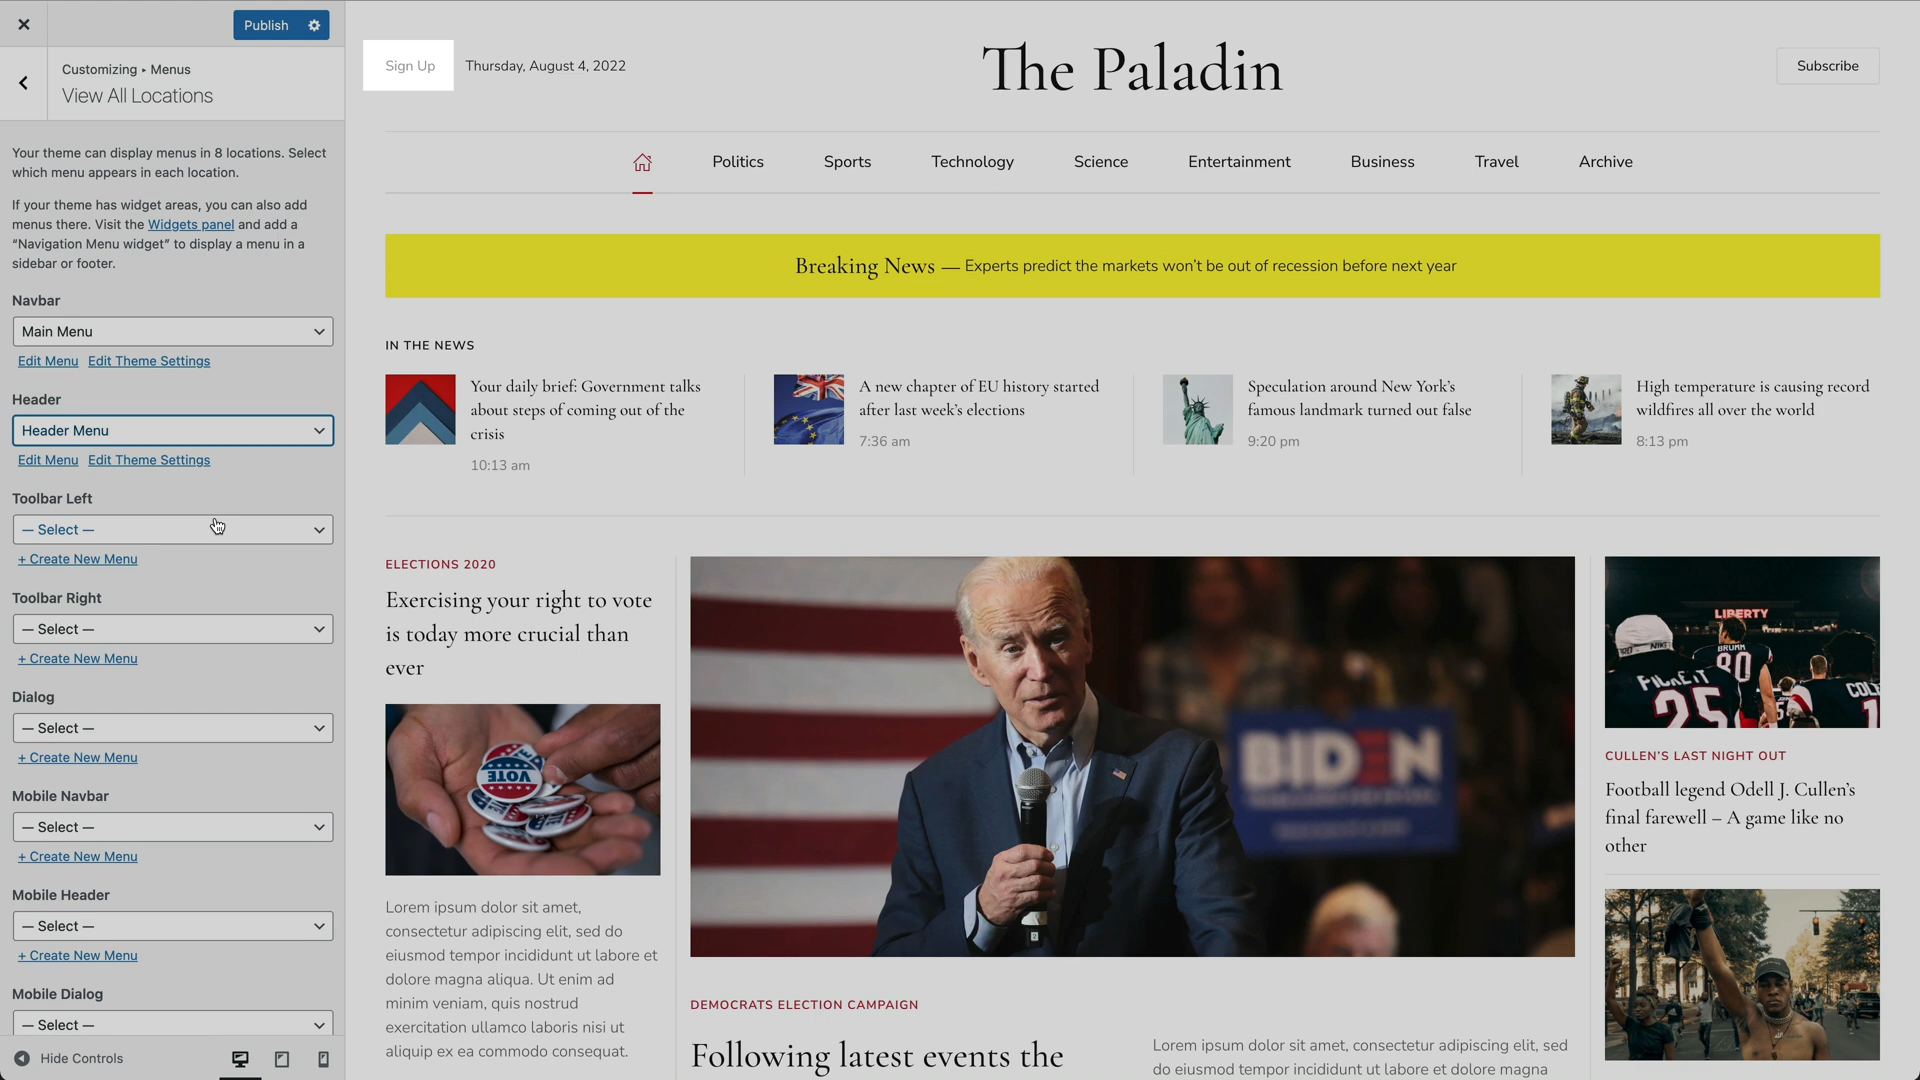 Publish
Customizing ▸ Menus
View All Locations
Your theme can display menus in 8 locations. Select
which menu appears in each location.
If your theme has widget areas, you can also add
menus there. Visit the Widgets panel and add a
“Navigation Menu widget” to display a menu in a
sidebar or footer.
Navbar
Main Menu
Edit Menu Edit Theme Settings
Header
Header Menu
Edit Menu Edit Theme Settings
Toolbar Left
— Select —
+ Create New Menu
Toolbar Right
— Select —
+ Create New Menu
Dialog
— Select —
+ Create New Menu
Mobile Navbar
— Select —
+ Create New Menu
Mobile Header
— Select —
+ Create New Menu
Mobile Dialog
— Select —
Hide Controls
Sign Up
Thursday, August 4, 2022
The Paladin
Subscribe
Politics Sports Technology Science Entertainment Business Travel Archive
Breaking News — Experts predict the markets won't be out of recession before next year
IN THE NEWS
Your daily brief: Government talks
about steps of coming out of the
crisis
10:13 am
A new chapter of EU history started
after last week’s elections
7:36 am
Speculation around New York’s
famous landmark turned out false
9:20 pm
High temperature is causing record
wildfires all over the world
8:13 pm
ELECTIONS 2020
Exercising your right to vote
is today more crucial than
ever
VOTE
Lorem ipsum dolor sit amet,
consectetur adipiscing elit, sed do
eiusmod tempor incididunt ut labore et
dolore magna aliqua. Ut enim ad
minim veniam, quis nostrud
exercitation ullamco laboris nisi ut
aliquip ex ea commodo consequat.
BIDEN
DEMOCRATS ELECTION CAMPAIGN
Following latest events the
Lorem ipsum dolor sit amet, consectetur adipiscing elit, sed
do eiusmod tempor incididunt ut labore et dolore magna
LIBERTY
BRUMM
80
PICKETT
25
CULLEN’S LAST NIGHT OUT
Football legend Odell J. Cullen’s
final farewell – A game like no
other